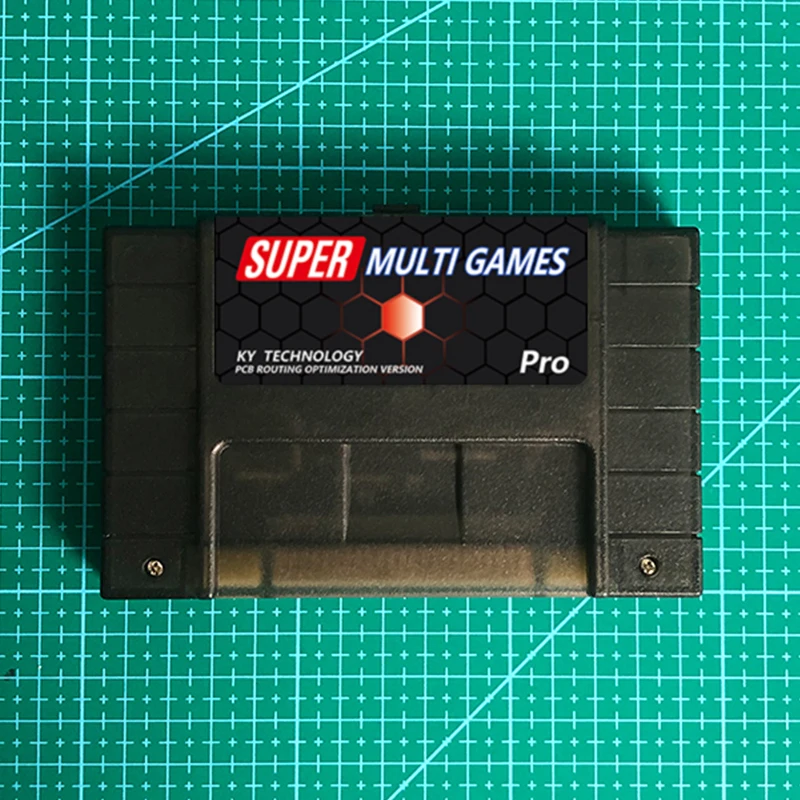 SUPER MULTI GAMES
KY TECHNOLOGY
PCB ROUTING OPTIMIZATION VERSION
Pro